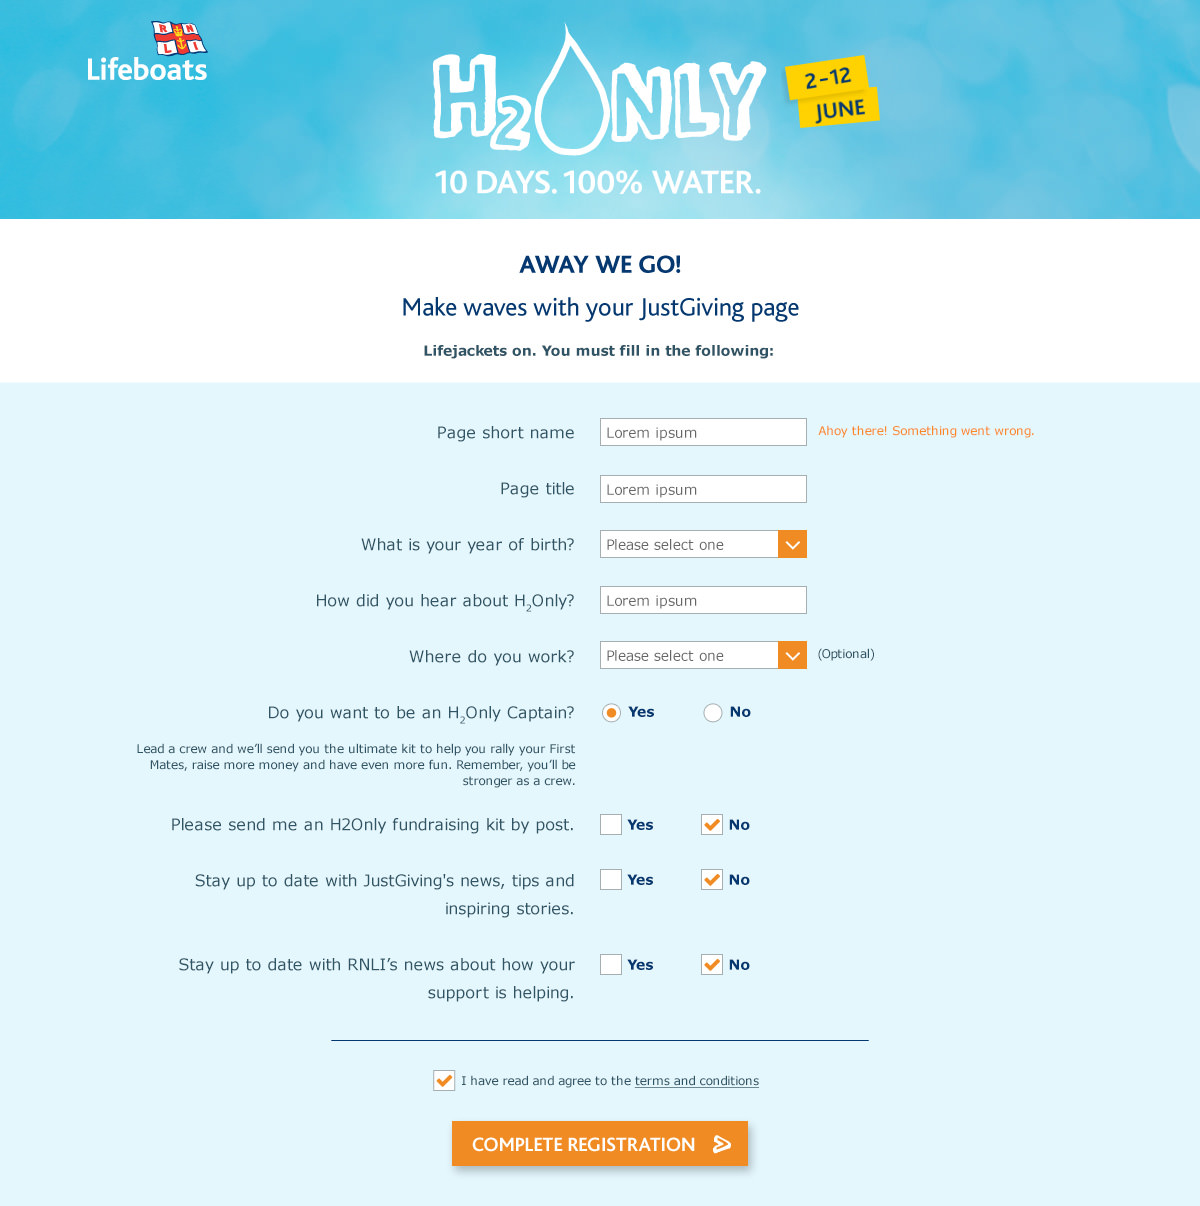 RNLI
Lifeboats
H2ONLY
2-12
JUNE
10 DAYS. 100% WATER.
AWAY WE GO!
Make waves with your JustGiving page
Lifejackets on. You must fill in the following:
Page short name
Lorem ipsum
Ahoy there! Something went wrong.
Page title
Lorem ipsum
What is your year of birth?
Please select one
How did you hear about H₂Only?
Lorem ipsum
Where do you work?
Please select one
(Optional)
Do you want to be an H₂Only Captain?
Yes
No
Lead a crew and we’ll send you the ultimate kit to help you rally your First
Mates, raise more money and have even more fun. Remember, you’ll be
stronger as a crew.
Please send me an H2Only fundraising kit by post.
Yes
No
Stay up to date with JustGiving's news, tips and
inspiring stories.
Yes
No
Stay up to date with RNLI’s news about how your
support is helping.
Yes
No
I have read and agree to the terms and conditions
COMPLETE REGISTRATION